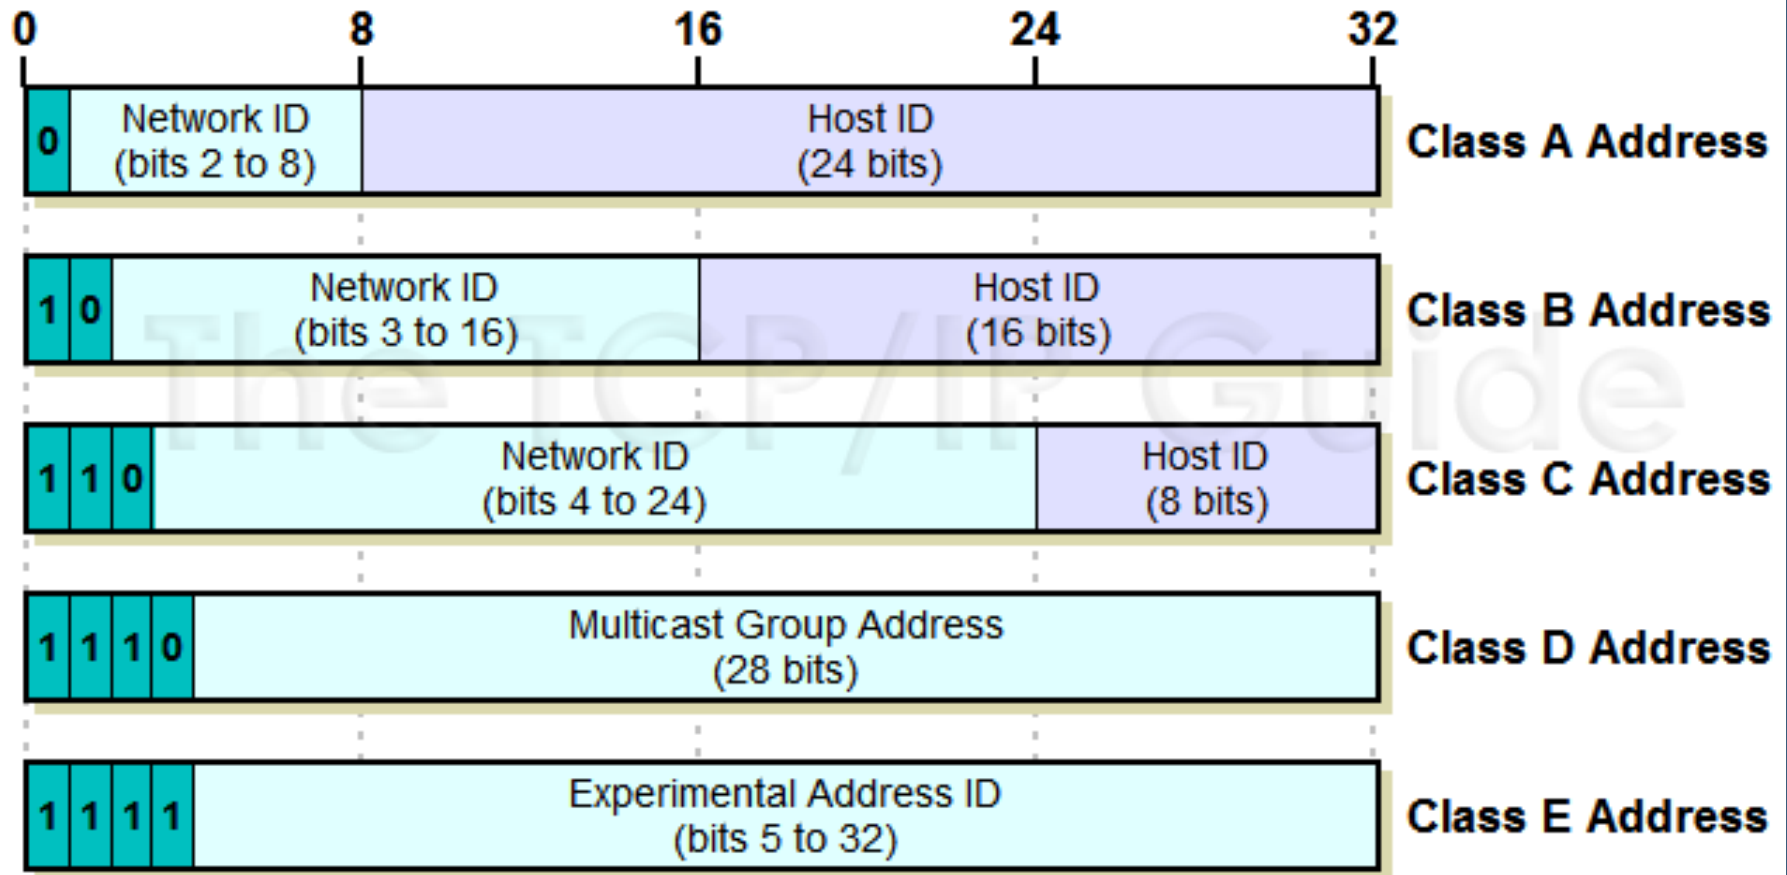 0 8 16 24 32
0 Network ID Host ID Class A Address
(bits 2 to 8) (24 bits)
1 0 Network ID Host ID Class B Address
(bits 3 to 16) (16 bits)
The TCP/IP Guide
1 1 0 Network ID Host ID Class C Address
(bits 4 to 24) (8 bits)
1 1 1 0 Multicast Group Address Class D Address
(28 bits)
1 1 1 1 Experimental Address ID Class E Address
(bits 5 to 32)